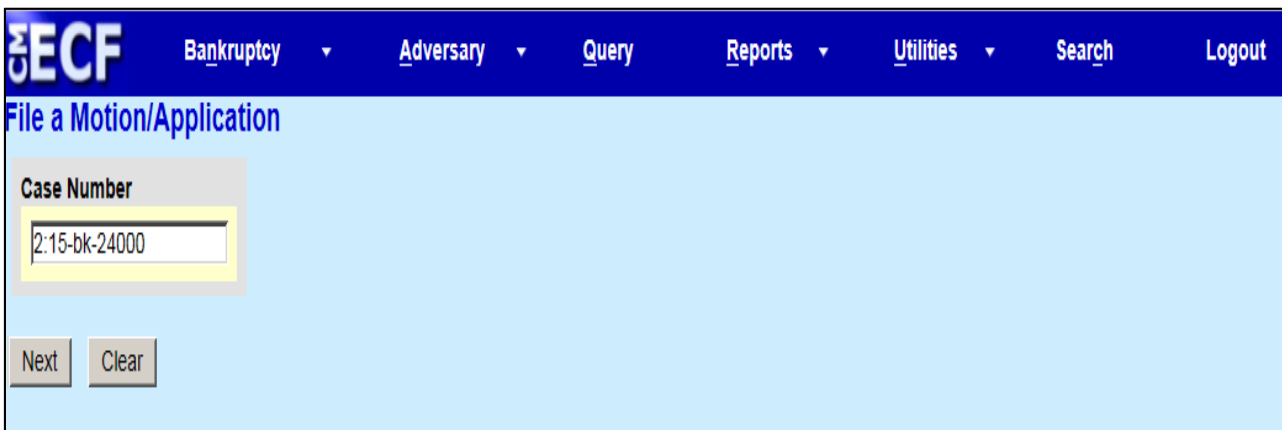 CM ECF Bankruptcy Adversary Query Reports Utilities Search Logout
File a Motion/Application
Case Number
2:15-bk-24000
Next Clear